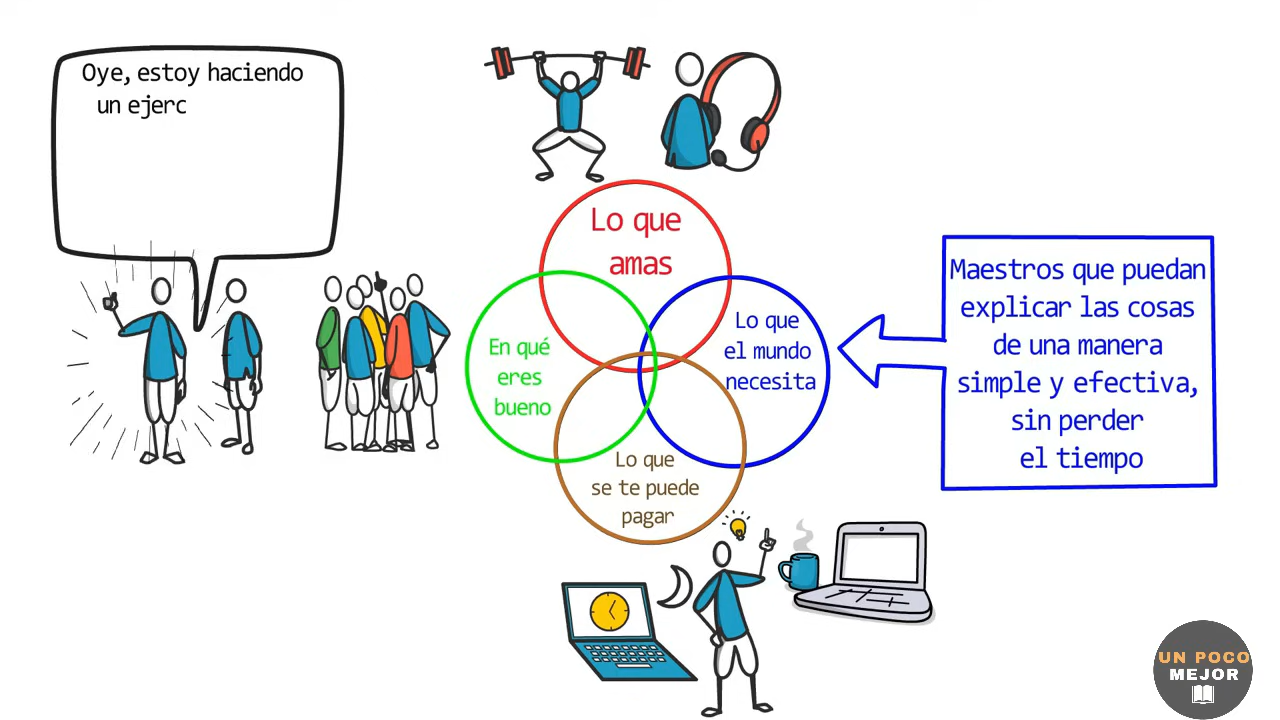 Oye, estoy haciendo
un ejerc
Lo que
amas
En qué
eres
bueno
Lo que
el mundo
necesita
Lo que
se te puede
pagar
Maestros que puedan
explicar las cosas
de una manera
simple y efectiva,
sin perder
el tiempo
UN POCO
MEJOR